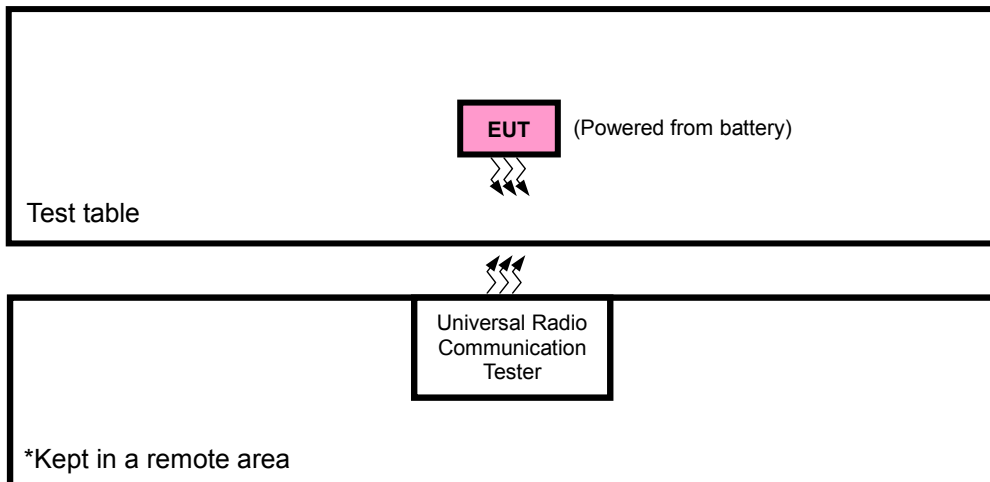 EUT
(Powered from battery)
Test table
Universal Radio
Communication
Tester
*Kept in a remote area